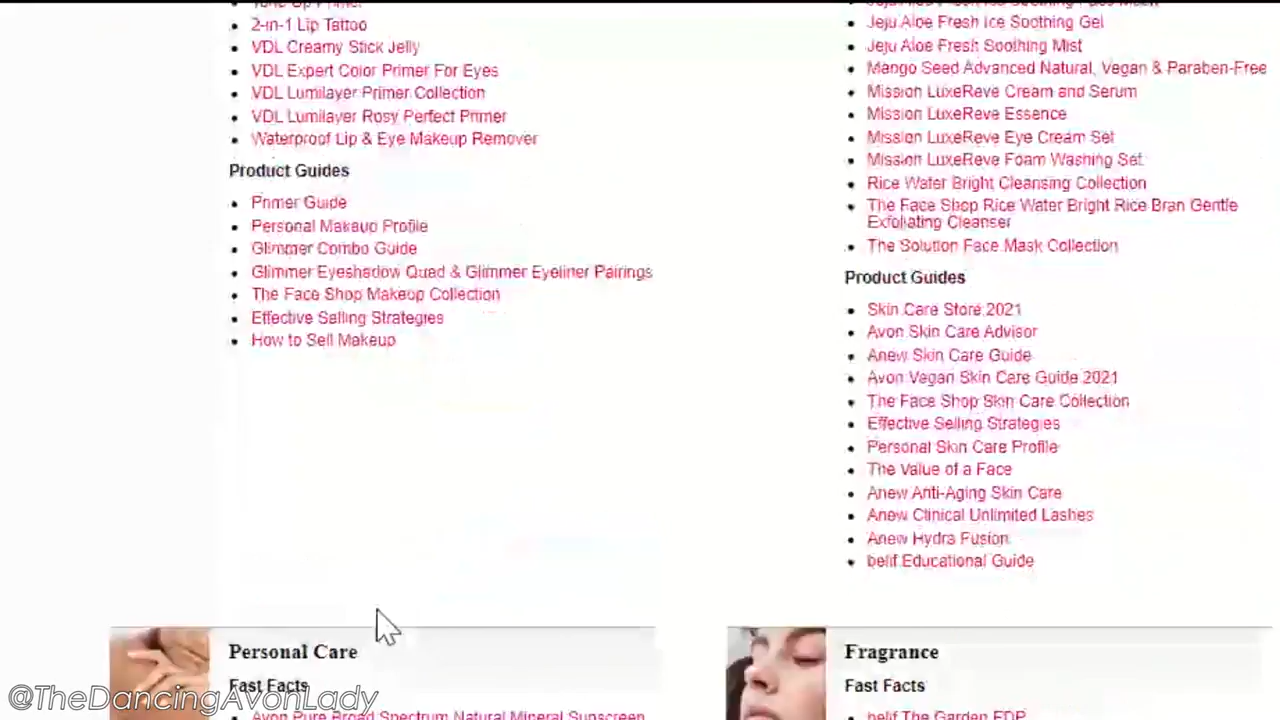 2-in-1 Lip Tattoo
VDL Creamy Stick Jelly
VDL Expert Color Primer For Eyes
VDL Lumilayer Primer Collection
VDL Lumilayer Rosy Perfect Primer
Waterproof Lip & Eye Makeup Remover
Product Guides
Primer Guide
Personal Makeup Profile
Glimmer Combo Guide
Glimmer Eyeshadow Quad & Glimmer Eyeliner Pairings
The Face Shop Makeup Collection
Effective Selling Strategies
How to Sell Makeup
Jeju Aloe Fresh Ice Soothing Gel
Jeju Aloe Fresh Soothing Mist
Mango Seed Advanced Natural, Vegan & Paraben-Free
Mission LuxeReve Cream and Serum
Mission LuxeReve Essence
Mission LuxeReve Eye Cream Set
Mission LuxeReve Foam Washing Set
Rice Water Bright Cleansing Collection
The Face Shop Rice Water Bright Rice Bran Gentle
Exfoliating Cleanser
The Solution Face Mask Collection
Product Guides
Skin Care Store 2021
Avon Skin Care Advisor
Anew Skin Care Guide
Avon Vegan Skin Care Guide 2021
The Face Shop Skin Care Collection
Effective Selling Strategies
Personal Skin Care Profile
The Value of a Face
Anew Anti-Aging Skin Care
Anew Clinical Unlimited Lashes
Anew Hydra Fusion
belif Educational Guide
Personal Care
Fast Facts
Avon Pure Broad Spectrum Natural Mineral Sunscreen
Fragrance
Fast Facts
belif The Garden EDP
@TheDancingAvonLady